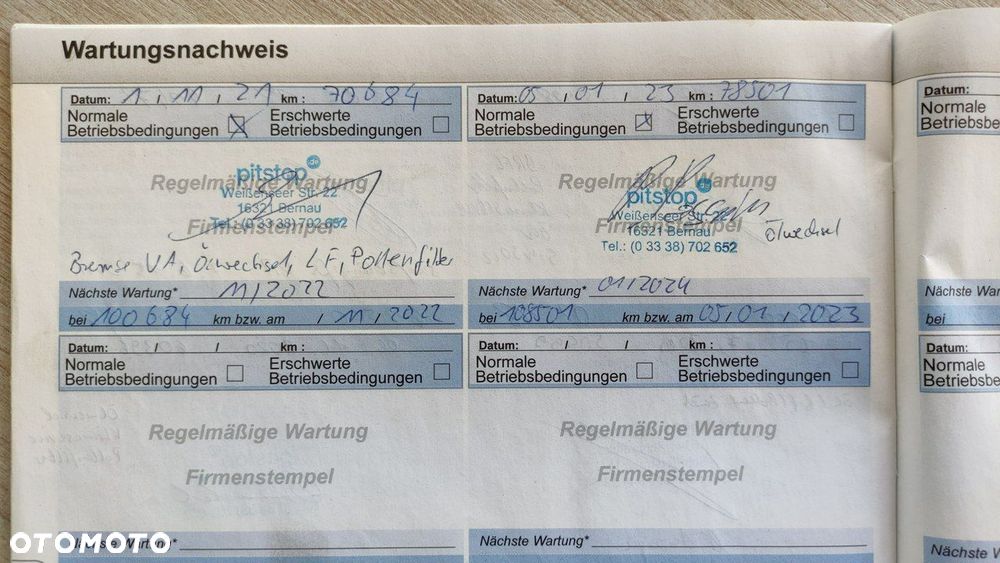 Wartungsnachweis
Datum: 1 / 11 / 21 km : 70684
Normale
Betriebsbedingungen
Erschwerte
Betriebsbedingungen
pitstop.de
Regelmäßige Wartung
Weißenseer Str. 22
16321 Bernau
Firmenstempel
Tel.: (0 33 38) 702 652
Bremse VA, Ölwechsel, LF, Pollenfilter
Nächste Wartung* 11/2022
bei 100684 km bzw. am / 11 / 2022
Datum: 05 / 01 / 23 km : 78501
Normale
Betriebsbedingungen
Erschwerte
Betriebsbedingungen
Regelmäßige Wartung
pitstop.de
Weißenseer Str.
16321 Bernau
Firmenstempel
Tel.: (0 33 38) 702 652
Ölwechsel
Nächste Wartung* 01/2024
bei 108501 km bzw. am 05/01/2023
Datum: / / km :
Normale
Betriebsbedingungen
Erschwerte
Betriebsbedingungen
Regelmäßige Wartung
Firmenstempel
Nächste Wartung*
Datum: / / km :
Normale
Betriebsbedingungen
Erschwerte
Betriebsbedingungen
Regelmäßige Wartung
Firmenstempel
Nächste Wartung*
Datum:
Normale
Betriebsbe
Nächste War
bei
Datum:
Normale
Betriebsbe
Nächste W
OTOMOTO